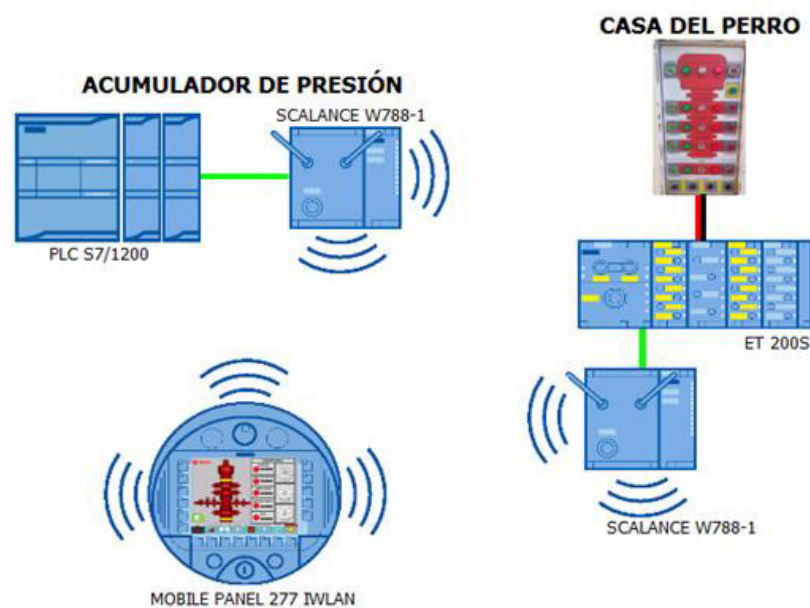 CASA DEL PERRO
ACUMULADOR DE PRESIÓN
SCALANCE W788-1
PLC S7/1200
ET 200S
SCALANCE W788-1
MOBILE PANEL 277 IWLAN